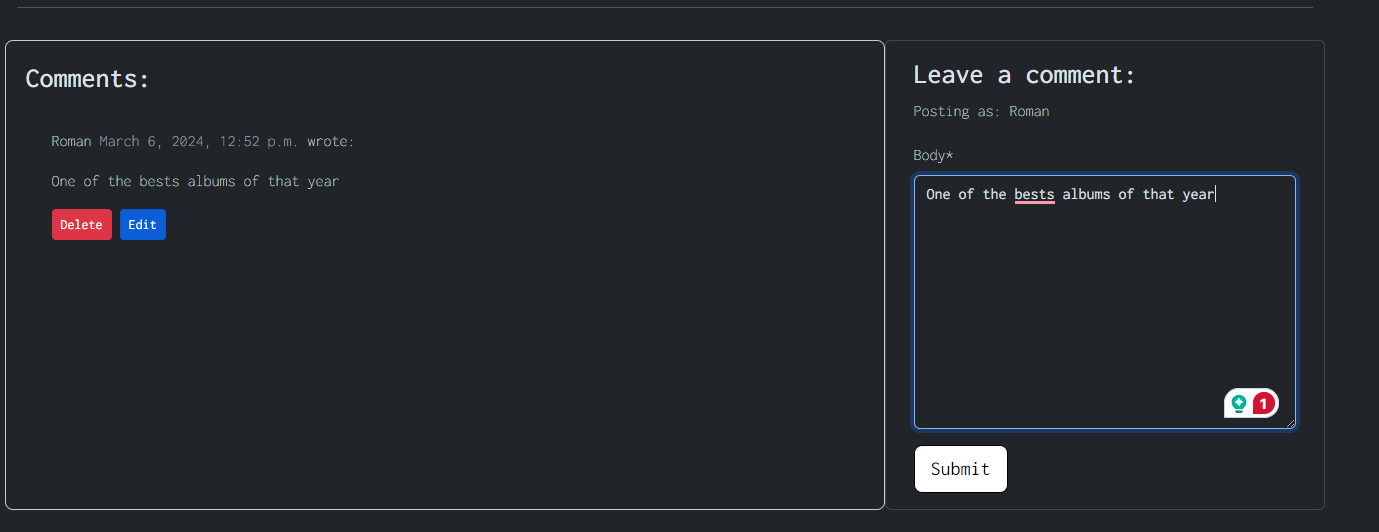 Comments:
Roman March 6, 2024, 12:52 p.m. wrote:
One of the bests albums of that year
Delete Edit
Leave a comment:
Posting as: Roman
Body*
One of the bests albums of that year
1
Submit